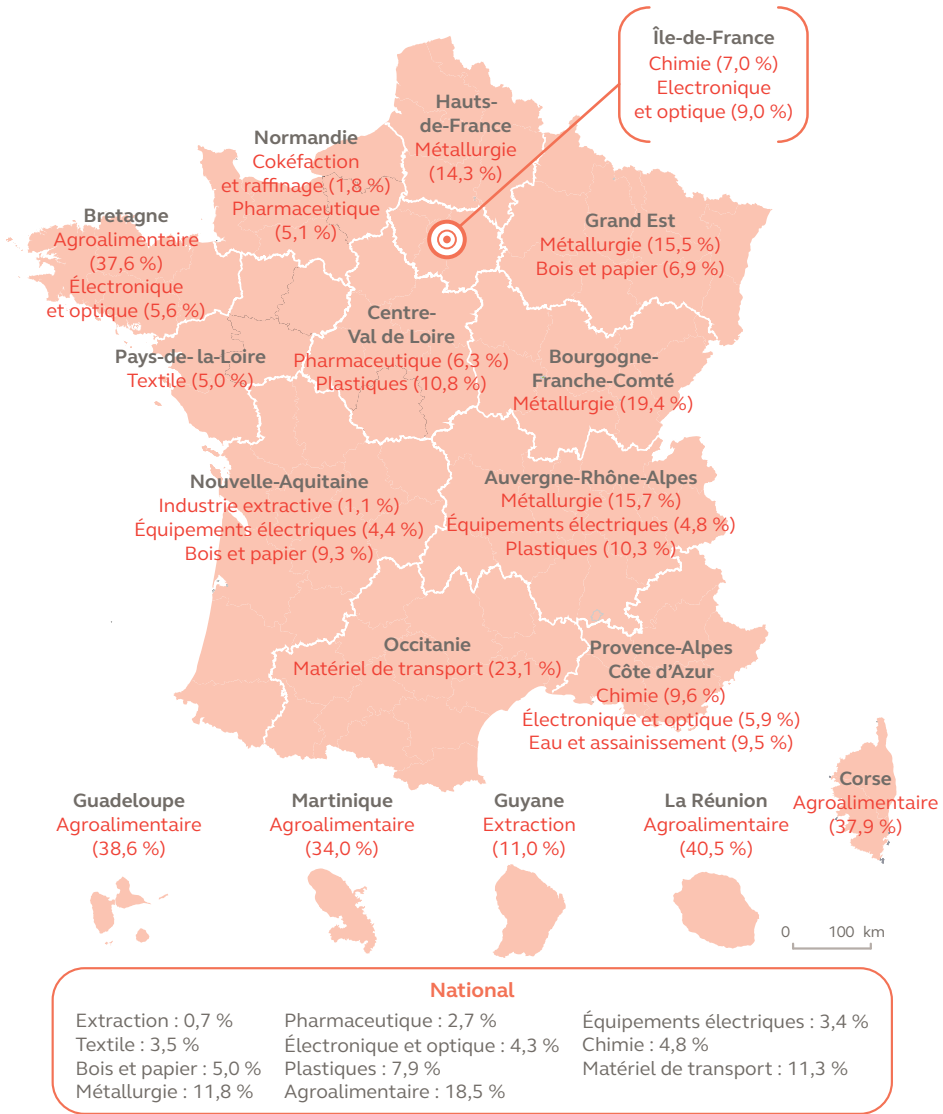 Île-de-France
Chimie (7,0 %)
Electronique
et optique (9,0 %)
Hauts-
de-France
Métallurgie
(14,3 %)
Normandie
Cokéfaction
et raffinage (1,8 %)
Pharmaceutique
(5,1 %)
Bretagne
Agroalimentaire
(37,6 %)
Électronique
et optique (5,6 %)
Grand Est
Métallurgie (15,5 %)
Bois et papier (6,9 %)
Centre-
Val de Loire
Pharmaceutique (6,3 %)
Plastiques (10,8 %)
Pays-de- la-Loire
Textile (5,0 %)
Bourgogne-
Franche-Comté
Métallurgie (19,4 %)
Nouvelle-Aquitaine
Industrie extractive (1,1 %)
Équipements électriques (4,4 %)
Bois et papier (9,3 %)
Auvergne-Rhône-Alpes
Métallurgie (15,7 %)
Équipements électriques (4,8 %)
Plastiques (10,3 %)
Occitanie
Matériel de transport (23,1 %)
Provence-Alpes
Côte d'Azur
Chimie (9,6 %)
Électronique et optique (5,9 %)
Eau et assainissement (9,5 %)
Corse
Agroalimentaire
(37,9 %)
Guadeloupe
Agroalimentaire
(38,6 %)
Martinique
Agroalimentaire
(34,0 %)
Guyane
Extraction
(11,0 %)
La Réunion
Agroalimentaire
(40,5 %)
0 100 km
National
Extraction : 0,7 %
Textile : 3,5 %
Bois et papier : 5,0 %
Métallurgie : 11,8 %
Pharmaceutique : 2,7 %
Électronique et optique : 4,3 %
Plastiques : 7,9 %
Agroalimentaire : 18,5 %
Équipements électriques : 3,4 %
Chimie : 4,8 %
Matériel de transport : 11,3 %